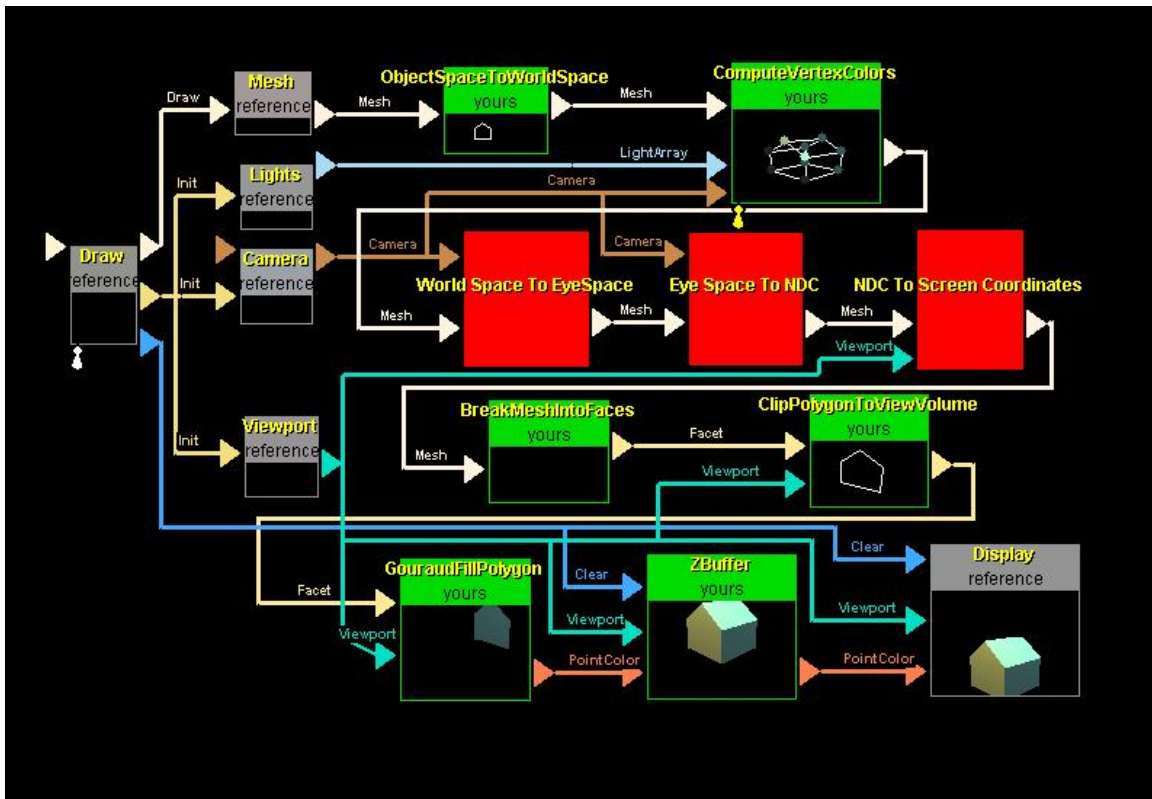 ObjectSpaceToWorldSpace
yours
ComputeVertexColors
yours
Mesh
reference
Draw
Mesh
Mesh
LightArray
Lights
reference
Init
Camera
Draw
reference
Init
Camera
reference
Camera
Camera
World Space To EyeSpace
Eye Space To NDC
NDC To Screen Coordinates
Mesh
Mesh
Mesh
Viewport
BreakMeshIntoFaces
yours
ClipPolygonToViewVolume
yours
Viewport
reference
Init
Facet
Mesh
Viewport
GouraudFillPolygon
yours
ZBuffer
yours
Display
reference
Clear
Clear
Facet
Viewport
Viewport
Viewport
PointColor
PointColor